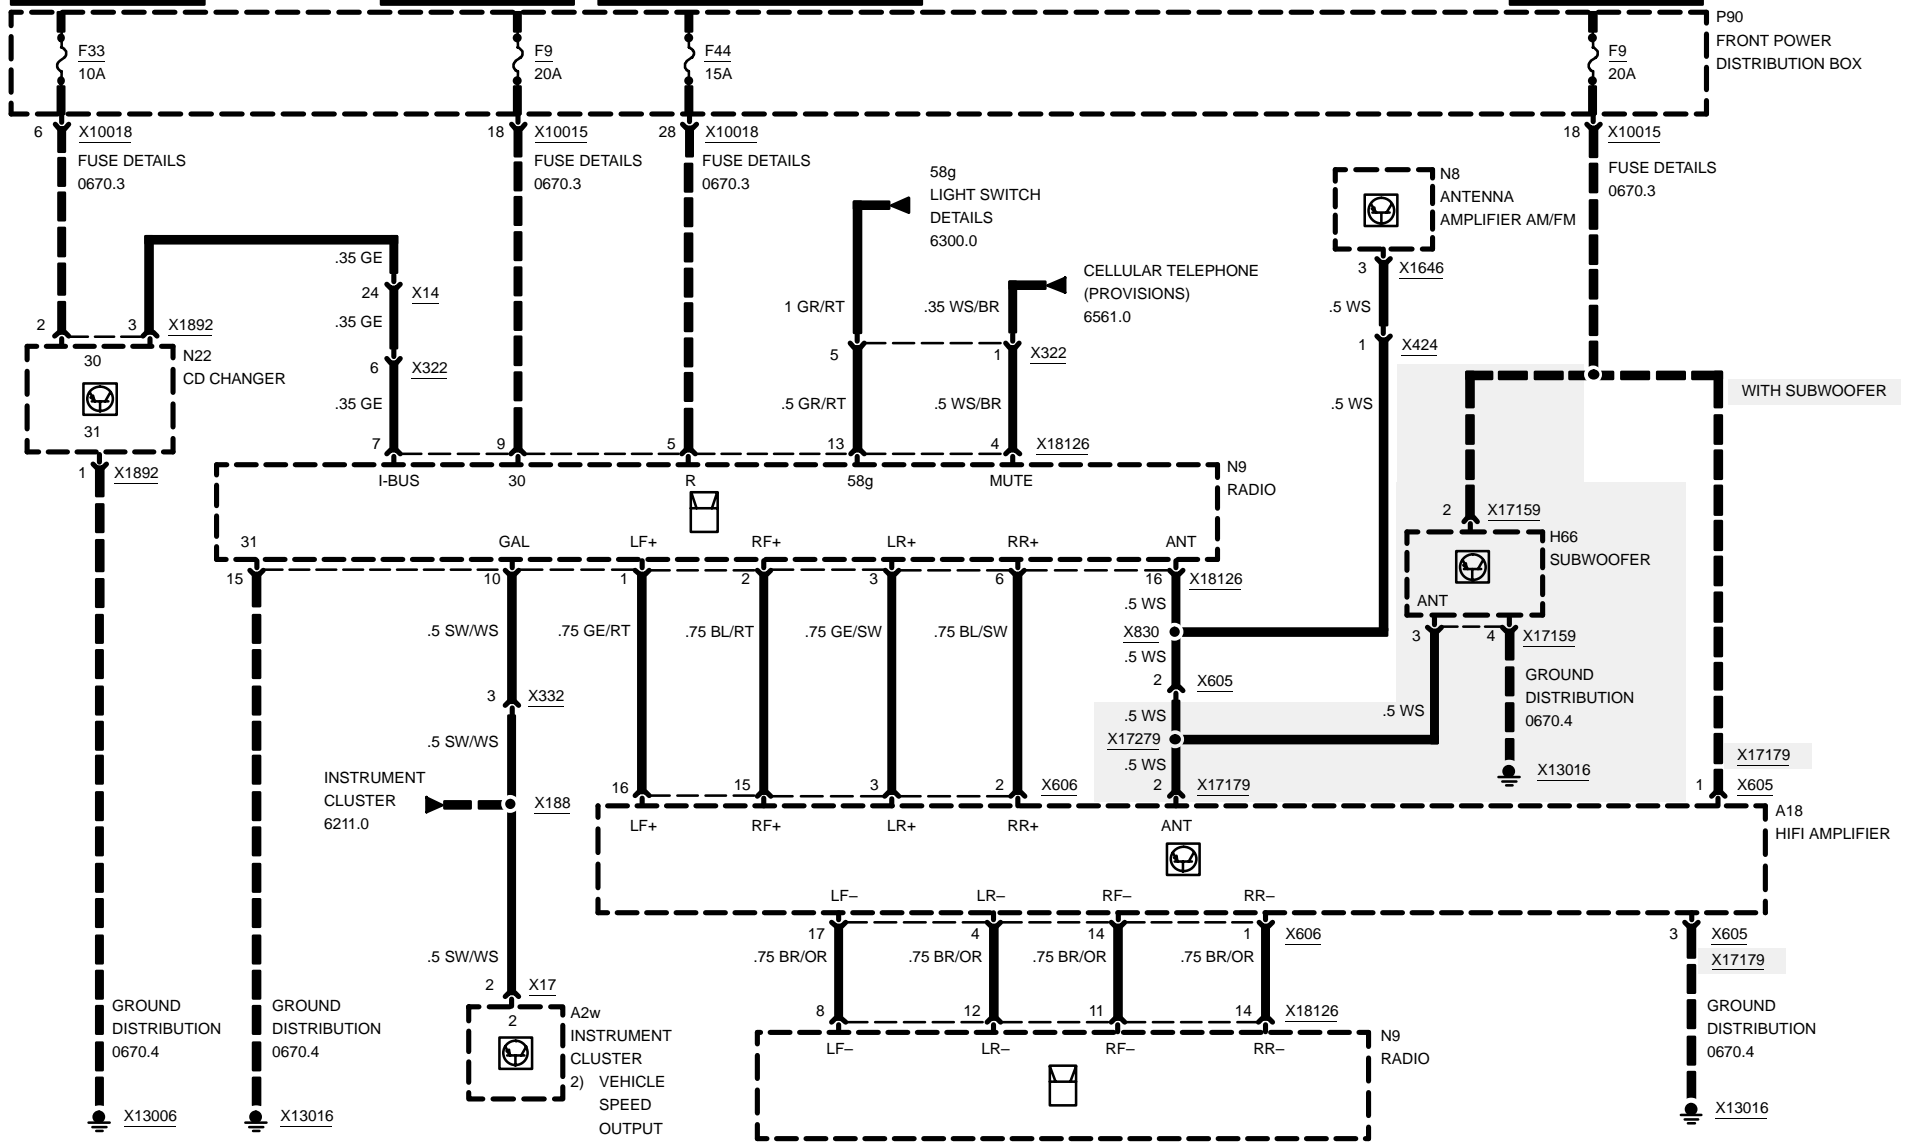 P90
FRONT POWER
DISTRIBUTION BOX
F33
10A
F9
20A
F44
15A
F9
20A
6 X10018
FUSE DETAILS
0670.3
18 X10015
FUSE DETAILS
0670.3
28 X10018
FUSE DETAILS
0670.3
18 X10015
FUSE DETAILS
0670.3
58g
LIGHT SWITCH
DETAILS
6300.0
N8
ANTENNA
AMPLIFIER AM/FM
.35 GE
24 X14
.35 GE
6 X322
.35 GE
CELLULAR TELEPHONE
(PROVISIONS)
6561.0
1 GR/RT
.35 WS/BR
5
1 X322
.5 GR/RT
.5 WS/BR
3 X1646
.5 WS
1 X424
.5 WS
2
3 X1892
30
31
N22
CD CHANGER
1 X1892
WITH SUBWOOFER
7
9
5
13
4 X18126
I-BUS
30
R
58g
MUTE
N9
RADIO
31
GAL
LF+
RF+
LR+
RR+
ANT
15
10
1
2
3
6
16 X18126
2 X17159
H66
SUBWOOFER
ANT
3
4 X17159
GROUND
DISTRIBUTION
0670.4
.5 WS
X13016
.5 SW/WS
.75 GE/RT
.75 BL/RT
.75 GE/SW
.75 BL/SW
.5 WS
X830
.5 WS
2 X605
.5 WS
X17279
.5 WS
2 X17179
3 X332
.5 SW/WS
INSTRUMENT
CLUSTER
6211.0
X188
16
15
3
2 X606
X17179
1 X605
LF+
RF+
LR+
RR+
ANT
A18
HIFI AMPLIFIER
LF–
LR–
RF–
RR–
17
4
14
1 X606
.75 BR/OR
.75 BR/OR
.75 BR/OR
.75 BR/OR
3 X605
X17179
GROUND
DISTRIBUTION
0670.4
X13016
.5 SW/WS
2 X17
2
A2w
INSTRUMENT
CLUSTER
2) VEHICLE
SPEED
OUTPUT
8
12
11
14 X18126
LF–
LR–
RF–
RR–
N9
RADIO
GROUND
DISTRIBUTION
0670.4
X13006
GROUND
DISTRIBUTION
0670.4
X13016